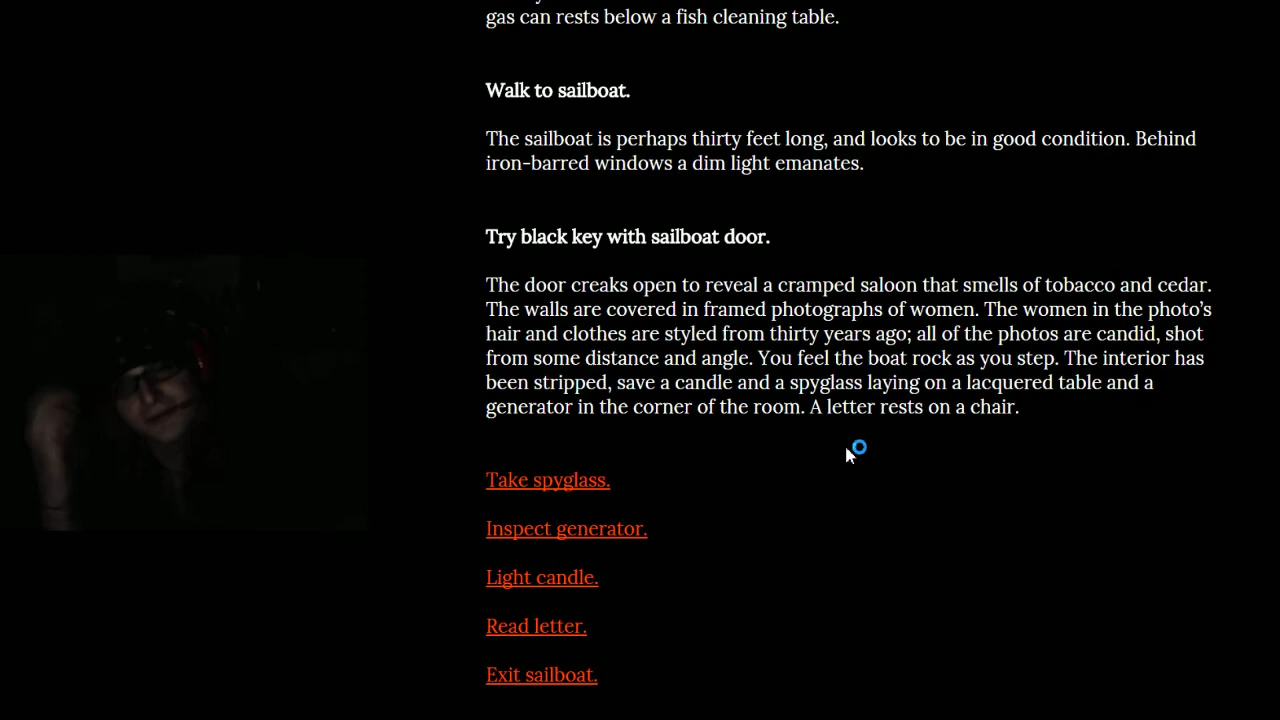 gas can rests below a fish cleaning table.
Walk to sailboat.
The sailboat is perhaps thirty feet long, and looks to be in good condition. Behind
iron-barred windows a dim light emanates.
Try black key with sailboat door.
The door creaks open to reveal a cramped saloon that smells of tobacco and cedar.
The walls are covered in framed photographs of women. The women in the photo’s
hair and clothes are styled from thirty years ago; all of the photos are candid, shot
from some distance and angle. You feel the boat rock as you step. The interior has
been stripped, save a candle and a spyglass laying on a lacquered table and a
generator in the corner of the room. A letter rests on a chair.
Take spyglass.
Inspect generator.
Light candle.
Read letter.
Exit sailboat.